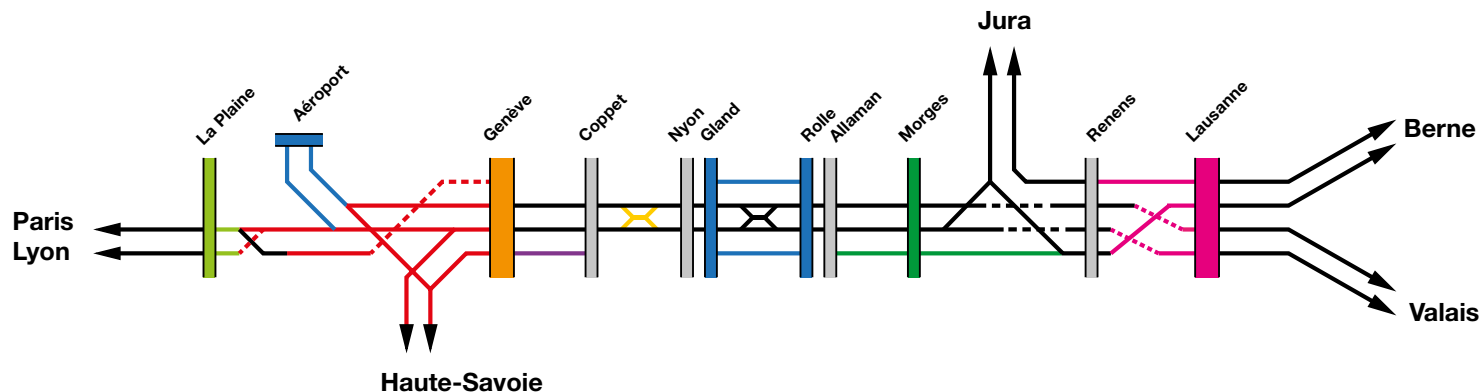 Jura
La Plaine
Aéroport
Genève
Coppet
Nyon
Gland
Rolle
Allaman
Morges
Renens
Lausanne
Berne
Paris
Lyon
Valais
Haute-Savoie